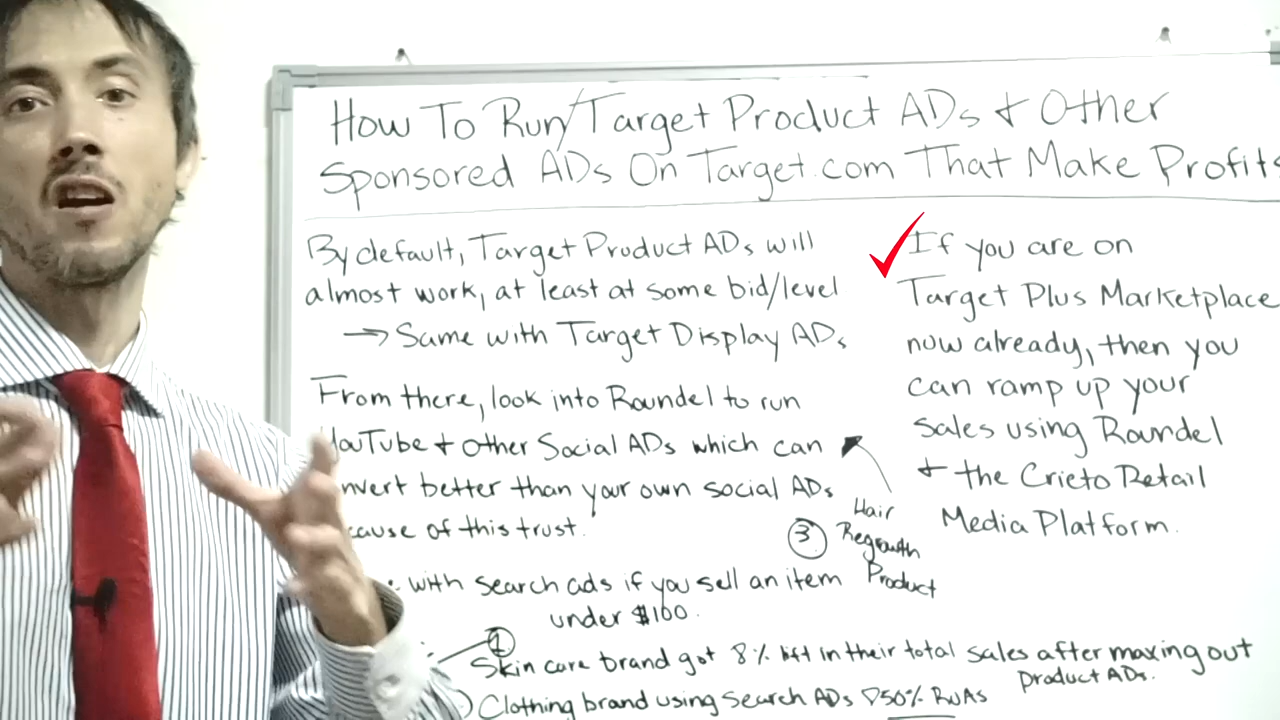 How To Run/Target Product ADs + Other
Sponsored ADs On Target.com That Make Profits
By default, Target Product ADs will
almost work, at least at some bid/level
→ Same with Target Display ADs
From there, look into Roundel to run
YouTube + Other Social ADs which can
nvert better than your own social ADs
cause of this trust.
with search ads if you sell an item
under $100.
③ Hair
Regrowth
Product
If you are on
Target Plus Marketplace
now already, then you
can ramp up your
sales using Roundel
+ the Crieto Retail
Media Platform.
①
Skin care brand got 8% lift in their total sales after maxing out
product ADs.
Clothing brand using Search ADs 750% RoAs